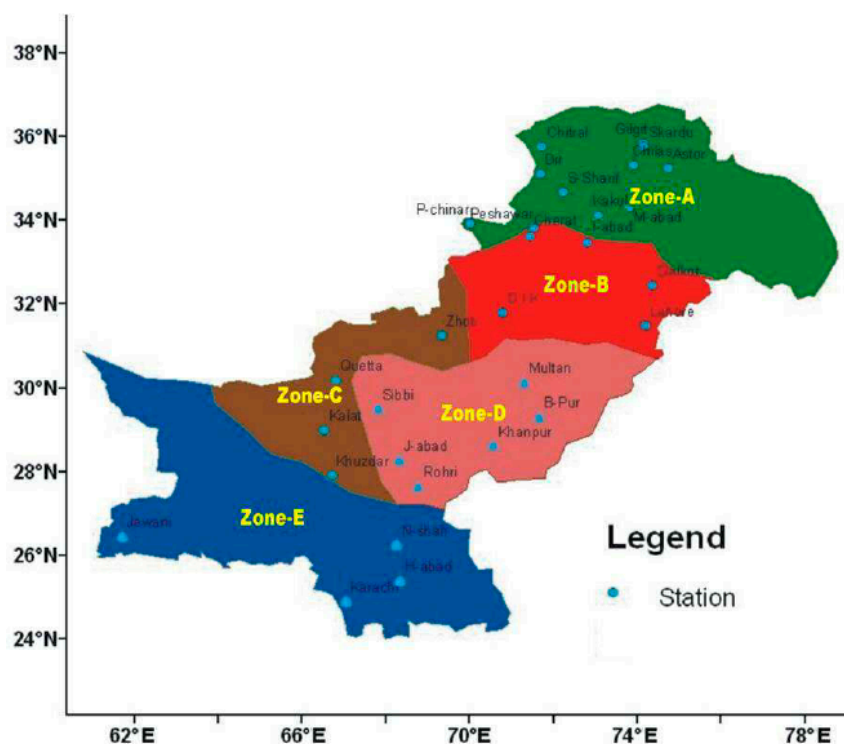 38°N
36°N
34°N
32°N
30°N
28°N
26°N
24°N
Chitral
Gilgit
Skardu
Dir
Astor
S-Sharif
Kakul
Zone-A
P-chinar
Peshawar
Cherat
M-abad
Zone-B
D.I.K
Lahore
Zhob
Quetta
Multan
Zone-C
Sibbi
Zone-D
B-Pur
Kalat
Khanpur
J-abad
Khuzdar
Rohri
Zone-E
Jewani
N-shah
H-abad
Karachi
Legend
Station
62°E
66°E
70°E
74°E
78°E